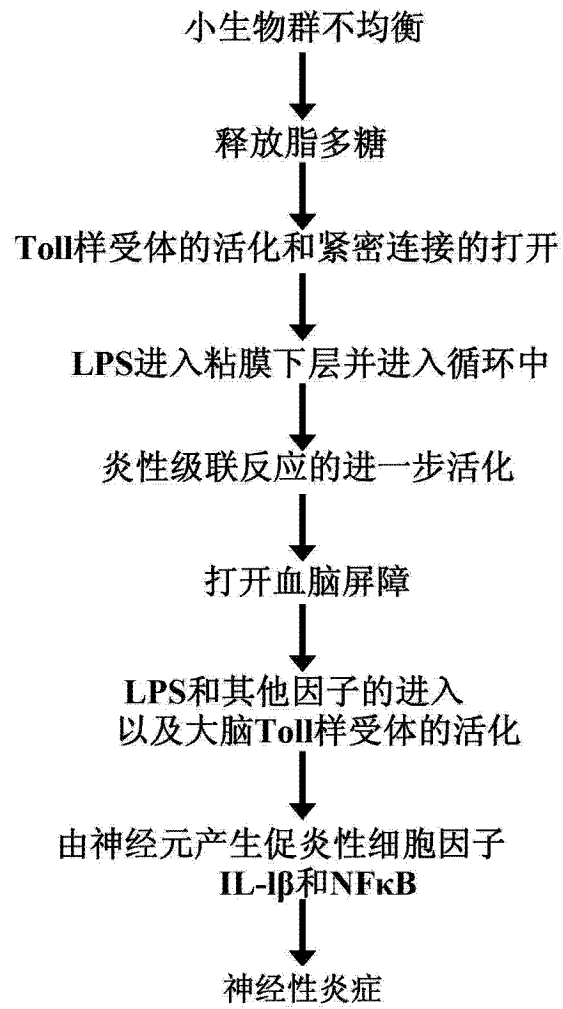 小生物群不均衡
释放脂多糖
Toll样受体的活化和紧密连接的打开
LPS进入粘膜下层并进入循环中
炎性级联反应的进一步活化
打开血脑屏障
LPS和其他因子的进入
以及大脑Toll样受体的活化
由神经元产生促炎性细胞因子
IL-lβ和NFκB
神经性炎症